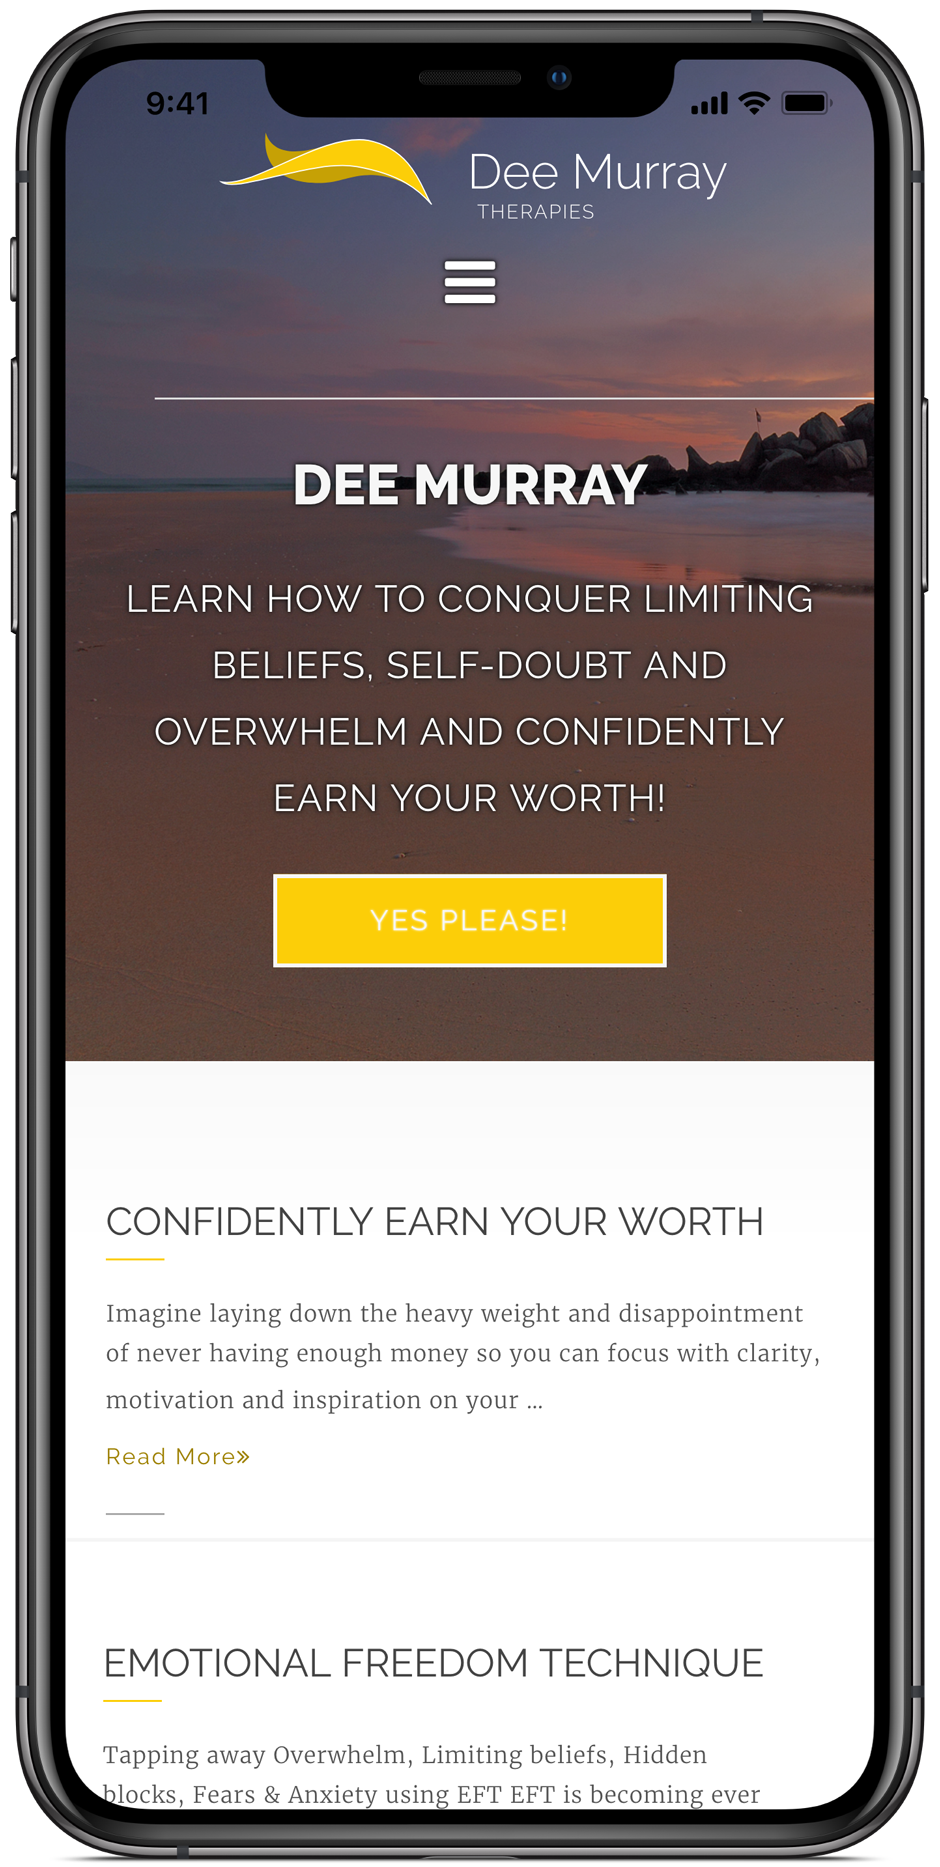 9:41
Dee Murray
THERAPIES
DEE MURRAY
LEARN HOW TO CONQUER LIMITING
BELIEFS, SELF-DOUBT AND
OVERWHELM AND CONFIDENTLY
EARN YOUR WORTH!
YES PLEASE!
CONFIDENTLY EARN YOUR WORTH
Imagine laying down the heavy weight and disappointment
of never having enough money so you can focus with clarity,
motivation and inspiration on your ...
Read More»
EMOTIONAL FREEDOM TECHNIQUE
Tapping away Overwhelm, Limiting beliefs, Hidden
blocks, Fears & Anxiety using EFT EFT is becoming ever